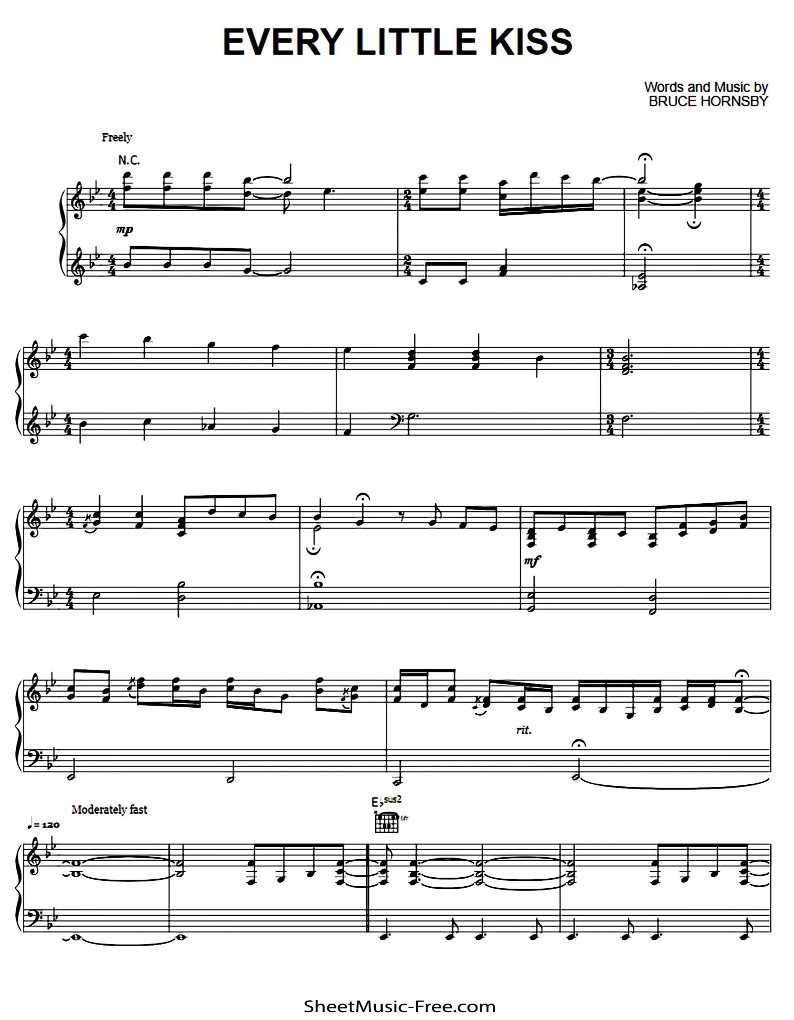 EVERY LITTLE KISS
Words and Music by
BRUCE HORNSBY
Freely
N.C.
mp
mf
rit.
Moderately fast
♩ = 120
E♭sus2
SheetMusic-Free.com